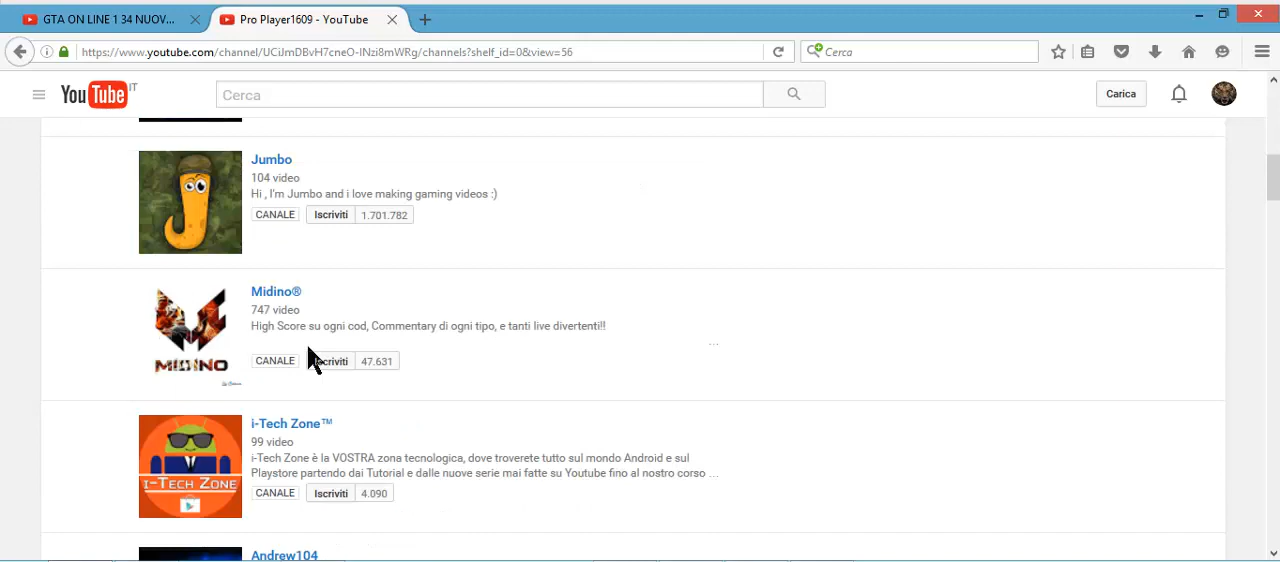 GTA ON LINE 1 34 NUOV...
Pro Player1609 - YouTube
https://www.youtube.com/channel/UCiJmDBvH7cneO-INzi8mWRg/channels?shelf_id=0&view=56
Cerca
YouTube IT
Cerca
Carica
Jumbo
104 video
Hi , I'm Jumbo and i love making gaming videos :)
CANALE Iscriviti 1.701.782
Midino®
747 video
High Score su ogni cod, Commentary di ogni tipo, e tanti live divertenti!!
...
MIDINO
CANALE Iscriviti 47.631
i-Tech Zone™
99 video
i-Tech Zone è la VOSTRA zona tecnologica, dove troverete tutto sul mondo Android e sul
Playstore partendo dai Tutorial e dalle nuove serie mai fatte su Youtube fino al nostro corso ...
I-TECH ZONE
CANALE Iscriviti 4.090
Andrew104